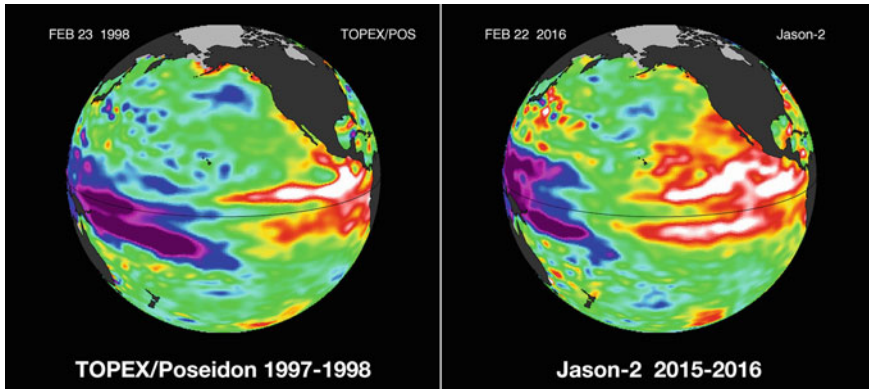 FEB 23 1998 TOPEX/POS
TOPEX/Poseidon 1997-1998
FEB 22 2016 Jason-2
Jason-2 2015-2016